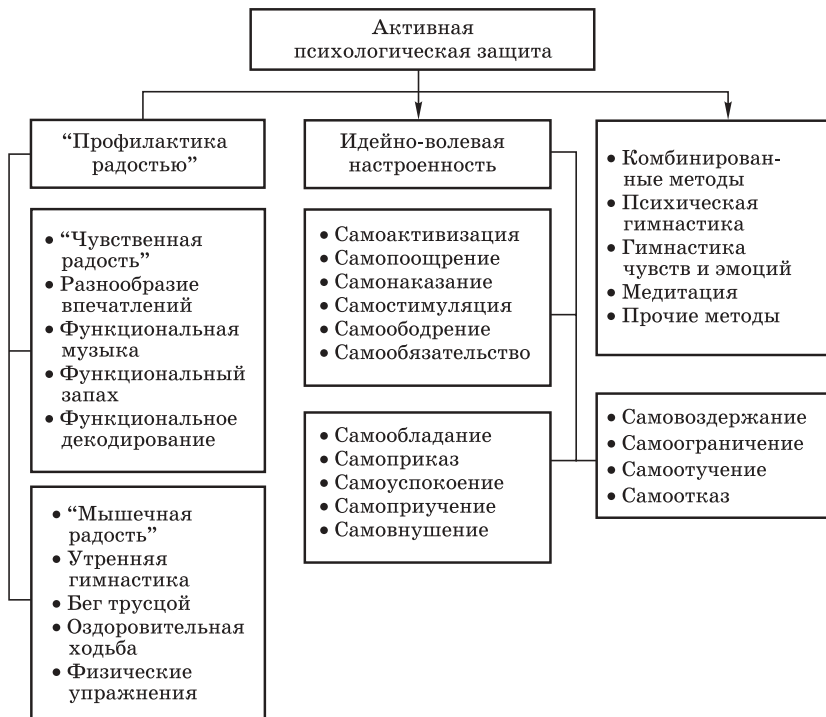 Активная
психологическая защита
“Профилактика
радостью”
• “Чувственная
радость”
• Разнообразие
впечатлений
• Функциональная
музыка
• Функциональный
запах
• Функциональное
декодирование
• “Мышечная
радость”
• Утренняя
гимнастика
• Бег трусцой
• Оздоровительная
ходьба
• Физические
упражнения
Идейно-волевая
настроенность
• Самоактивизация
• Самопоощрение
• Самонаказание
• Самостимуляция
• Самоободрение
• Самообязательство
• Самообладание
• Самоприказ
• Самоуспокоение
• Самоприучение
• Самовнушение
• Комбинирован-
ные методы
• Психическая
гимнастика
• Гимнастика
чувств и эмоций
• Медитация
• Прочие методы
• Самовоздержание
• Самоограничение
• Самоотучение
• Самоотказ